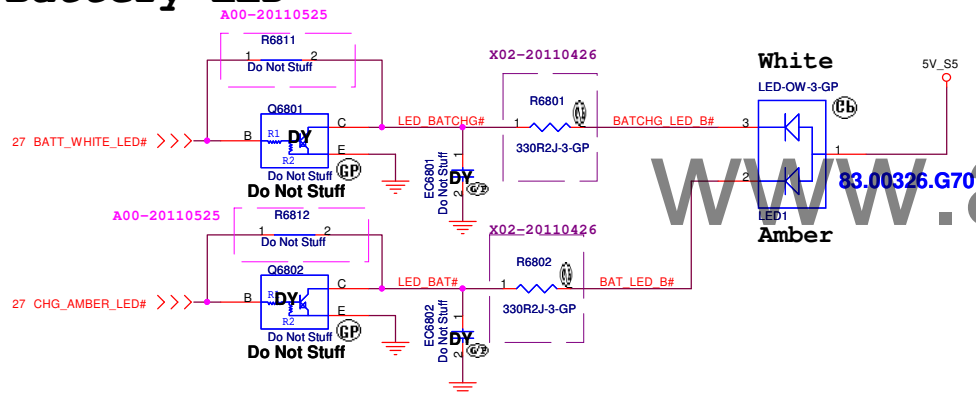 A00-20110525
R6811
1 2
Do Not Stuff
X02-20110426
White
5V_S5
LED-OW-3-GP
Q6801
R6801
27 BATT_WHITE_LED#
B
R1
DY
C
LED_BATCHG#
1
BATCHG_LED_B#
3
R2
E
GP
330R2J-3-GP
1
Do Not Stuff
Do Not Stuff
EC6801
Do Not Stuff
1
DY
2
2
www.
83.00326.G70
LED1
Amber
A00-20110525
R6812
1 2
Do Not Stuff
X02-20110426
Q6802
R6802
27 CHG_AMBER_LED#
B
DY
C
LED_BAT#
1
BAT_LED_B#
R2
E
GP
330R2J-3-GP
Do Not Stuff
Do Not Stuff
EC6802
Do Not Stuff
1
DY
2